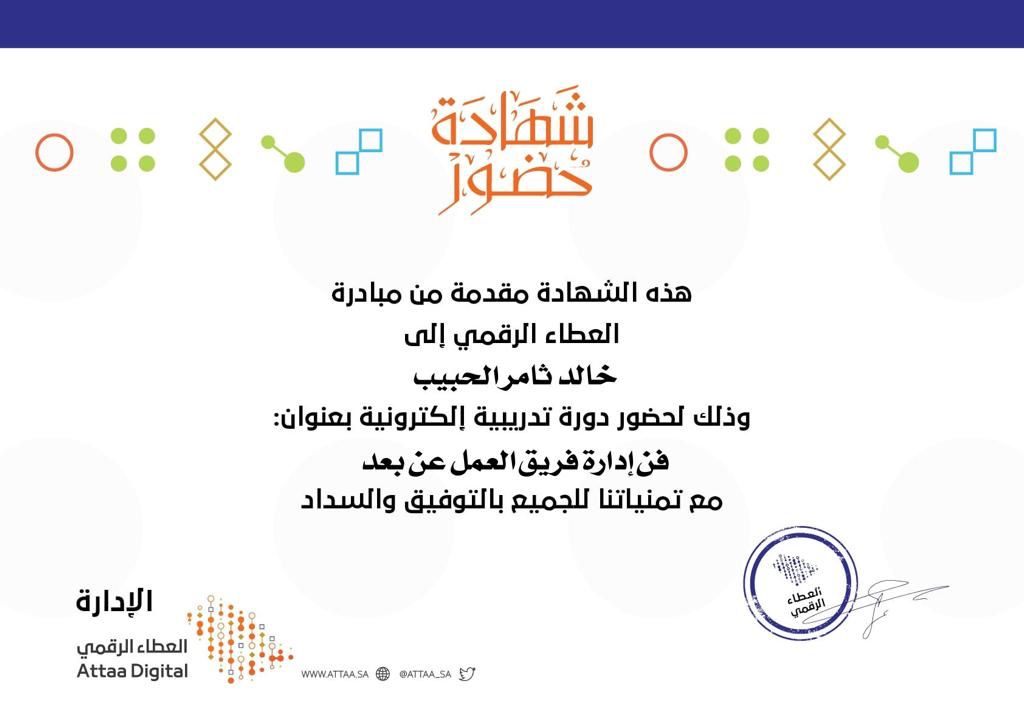 شَهَادَة
حُضُور
هذه الشهادة مقدمة من مبادرة
العطاء الرقمي إلى
خالد ثامر الحبيب
وذلك لحضور دورة تدريبية إلكترونية بعنوان:
فن إدارة فريق العمل عن بعد
مع تمنياتنا للجميع بالتوفيق والسداد
العطاء
الرقمي
الإدارة
العطاء الرقمي
Attaa Digital
WWW.ATTAA.SA @ATTAA_SA